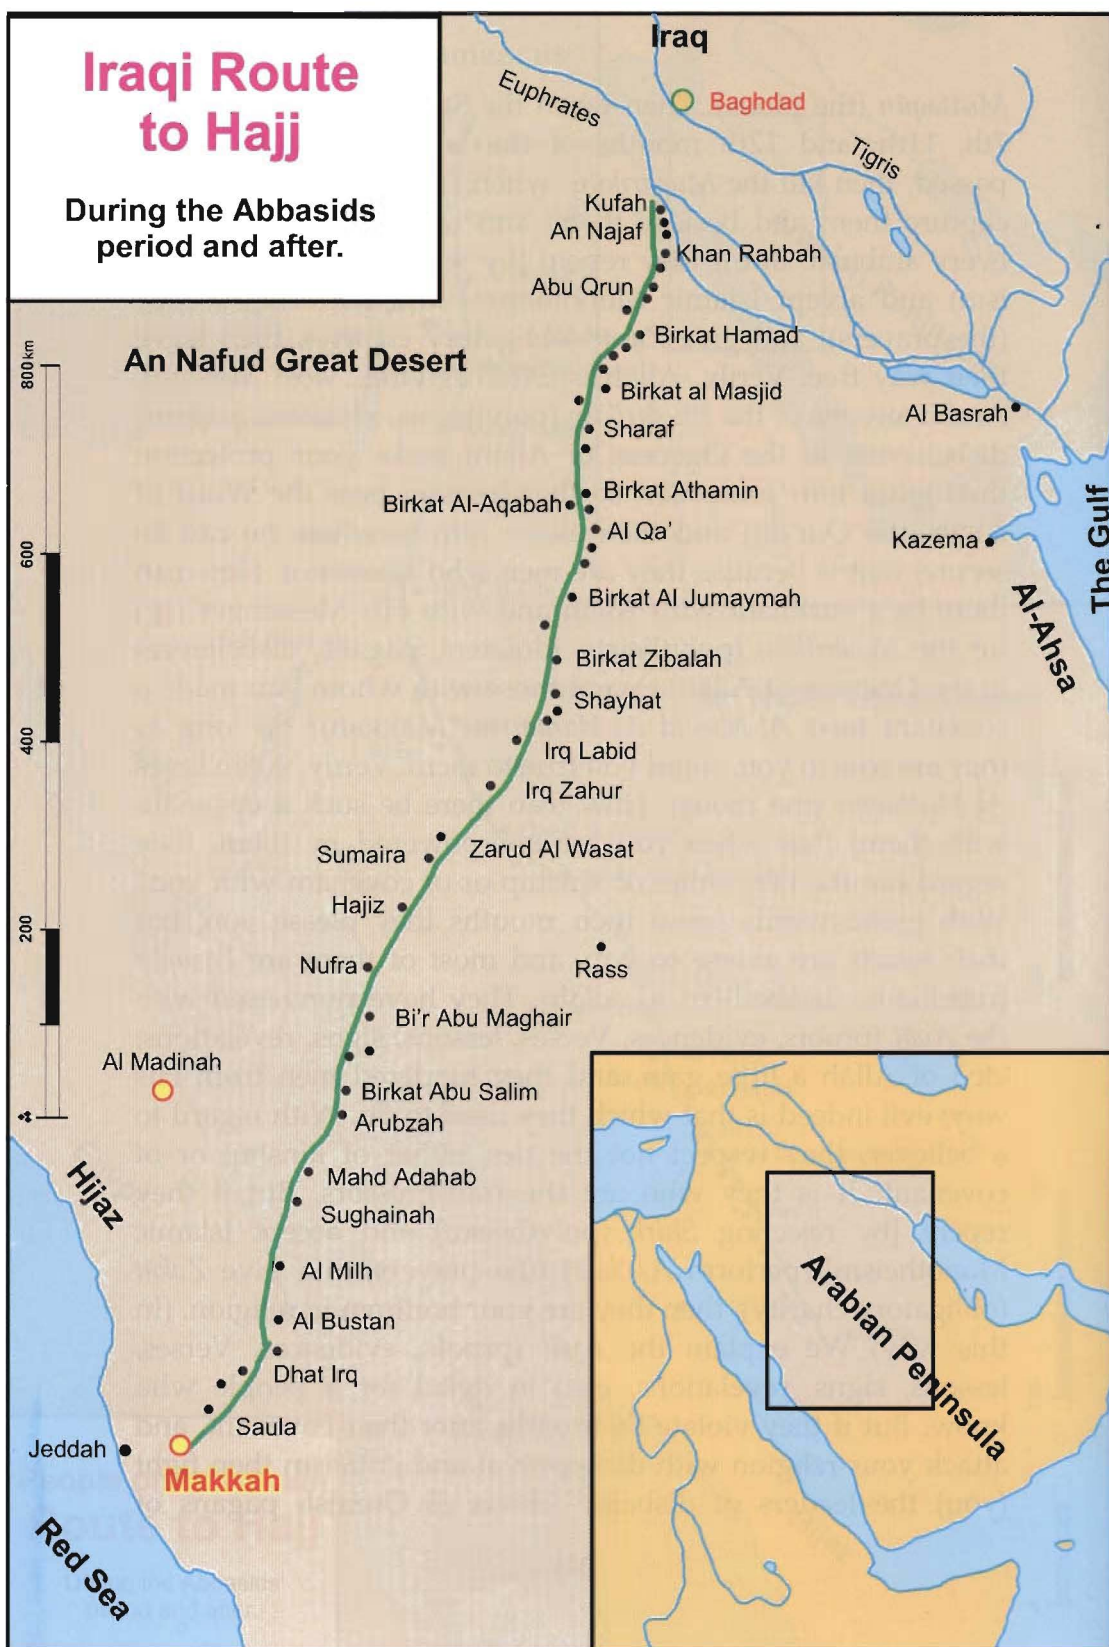 Iraqi Route
to Hajj
During the Abbasids
period and after.
Iraq
Euphrates
Baghdad
Tigris
Kufah
An Najaf
Khan Rahbah
Abu Qrun
Birkat Hamad
An Nafud Great Desert
800 km
Birkat al Masjid
Al Basrah
Sharaf
Birkat Athamin
Birkat Al-Aqabah
Al Qa'
Kazema
The Gulf
600
Birkat Al Jumaymah
Al-Ahsa
Birkat Zibalah
Shayhat
400
Irq Labid
Irq Zahur
Sumaira
Zarud Al Wasat
Hajiz
200
Nufra
Rass
Bi'r Abu Maghair
Al Madinah
Birkat Abu Salim
Arubzah
Hijaz
Mahd Adahab
Sughainah
Al Milh
Al Bustan
Dhat Irq
Saula
Jeddah
Makkah
Red Sea
Arabian Peninsula